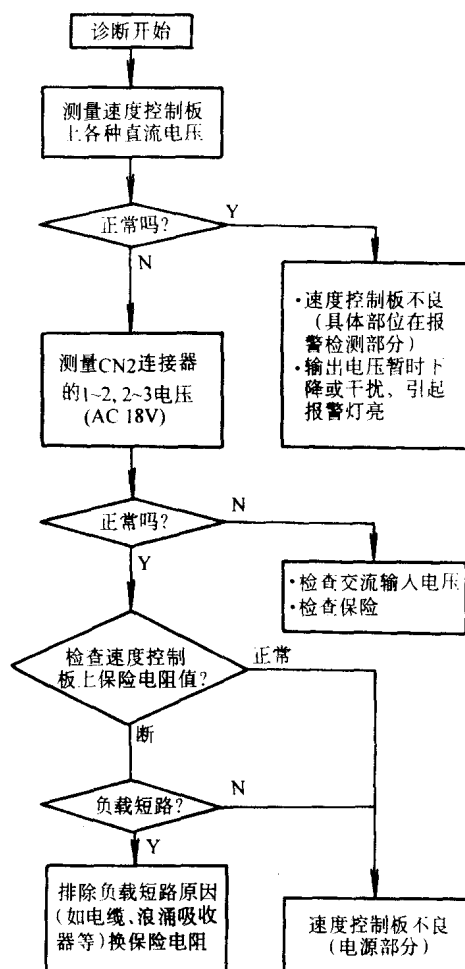 诊断开始
测量速度控制板
上各种直流电压
正常吗?
Y
N
·速度控制板不良
(具体部位在报
警检测部分)
·输出电压暂时下
降或干扰、引起
报警灯亮
测量CN2连接器
的1~2, 2~3电压
(AC 18V)
正常吗?
N
Y
·检查交流输入电压
·检查保险
检查速度控制
板上保险电阻值?
正常
断
负载短路?
N
Y
排除负载短路原因
(如电缆、浪涌吸收
器等)换保险电阻
速度控制板不良
(电源部分)